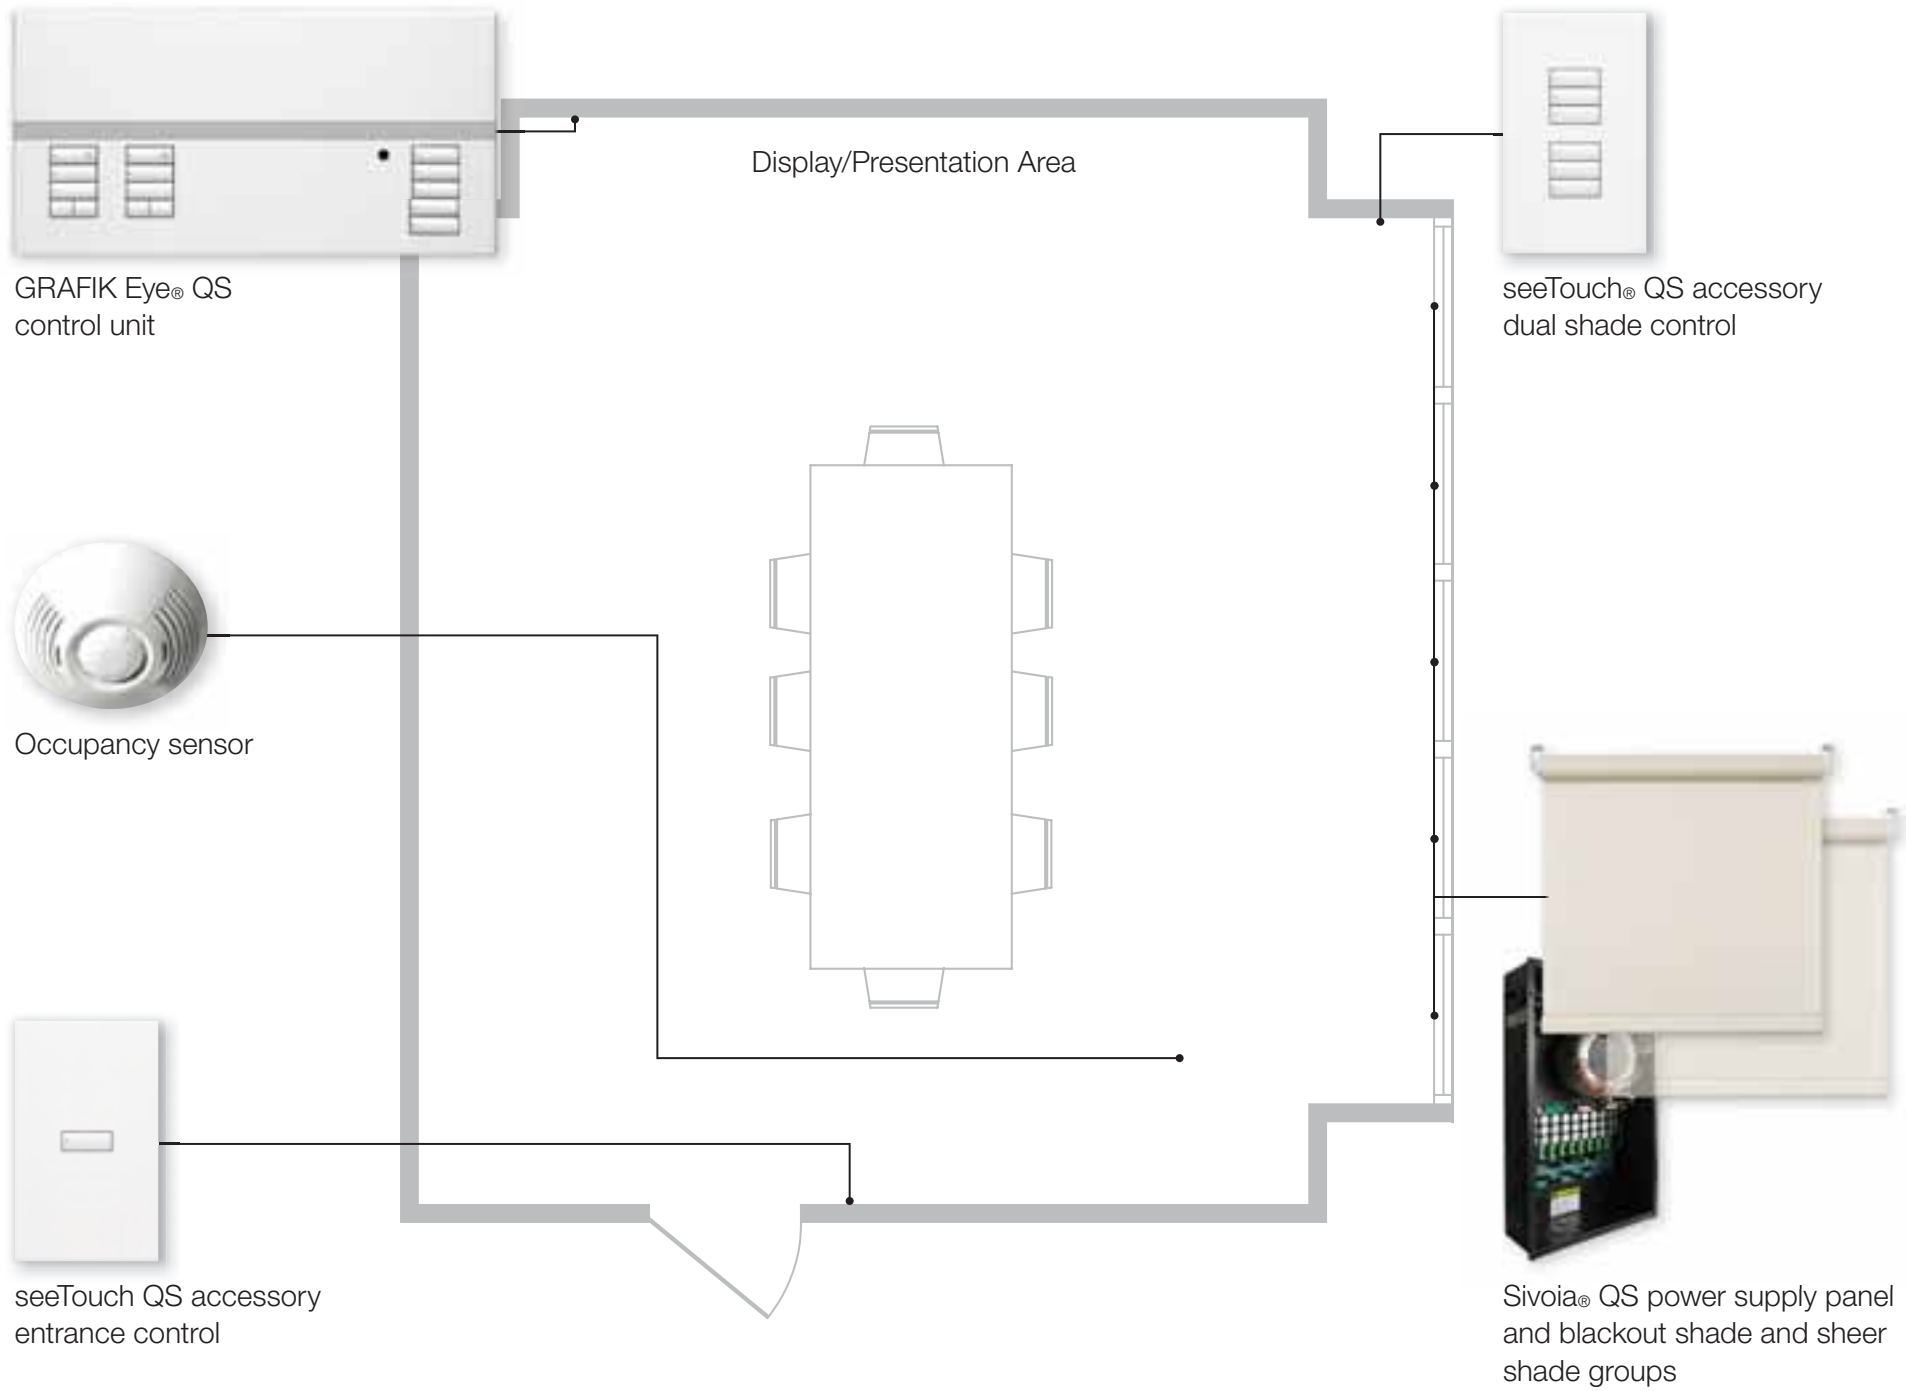 Display/Presentation Area
GRAFIK Eye® QS
control unit
seeTouch® QS accessory
dual shade control
Occupancy sensor
seeTouch QS accessory
entrance control
Sivoia® QS power supply panel
and blackout shade and sheer
shade groups